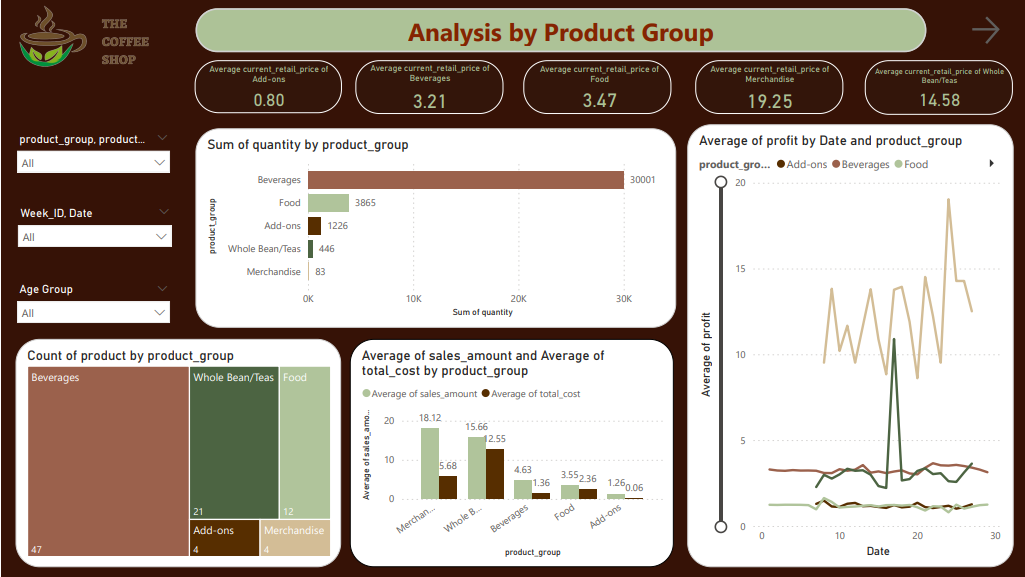 THE
COFFEE
SHOP
Analysis by Product Group
Average current_retail_price of
Add-ons
0.80
Average current_retail_price of
Beverages
3.21
Average current_retail_price of
Food
3.47
Average current_retail_price of
Merchandise
19.25
Average current_retail_price of Whole
Bean/Teas
14.58
product_group, product...
All
Week_ID, Date
All
Age Group
All
Sum of quantity by product_group
product_group
Beverages 30001
Food 3865
Add-ons 1226
Whole Bean/Teas 446
Merchandise 83
0K 10K 20K 30K
Sum of quantity
Average of profit by Date and product_group
product_gro... Add-ons Beverages Food
Average of profit
20
15
10
5
0
0 10 20 30
Date
Count of product by product_group
Beverages
47
Whole Bean/Teas
21
Food
12
Add-ons
4
Merchandise
4
Average of sales_amount and Average of
total_cost by product_group
Average of sales_amount Average of total_cost
Average of sales_amo...
20
10
0
18.12 5.68 15.66 12.55 4.63 1.36 3.55 2.36 1.26 0.06
Merchan... Whole B... Beverages Food Add-ons
product_group